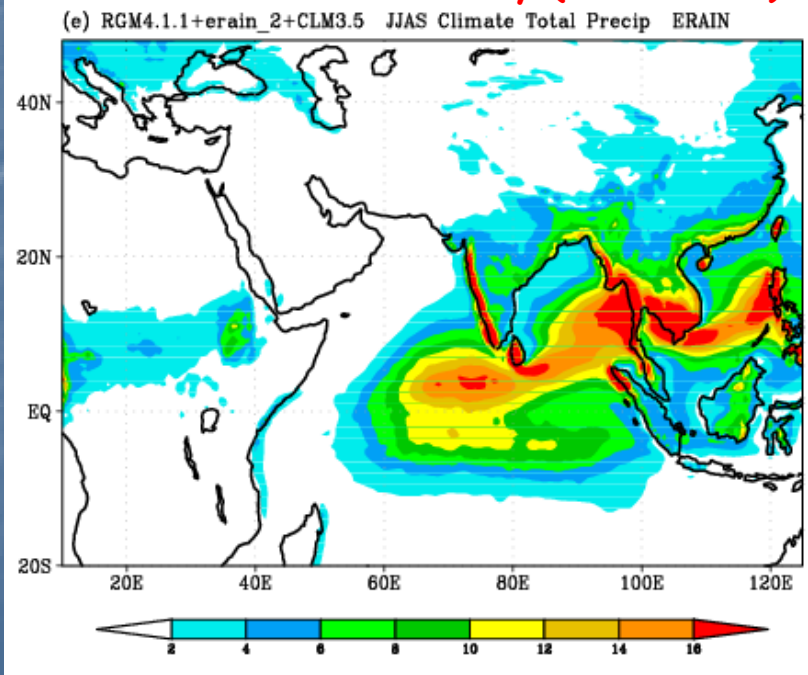 (e) RGM4.1.1+erain_2+CLM3.5 JJAS Climate Total Precip ERAIN
40N
20N
EQ
20S
20E 40E 60E 80E 100E 120E
2 4 6 8 10 12 14 16